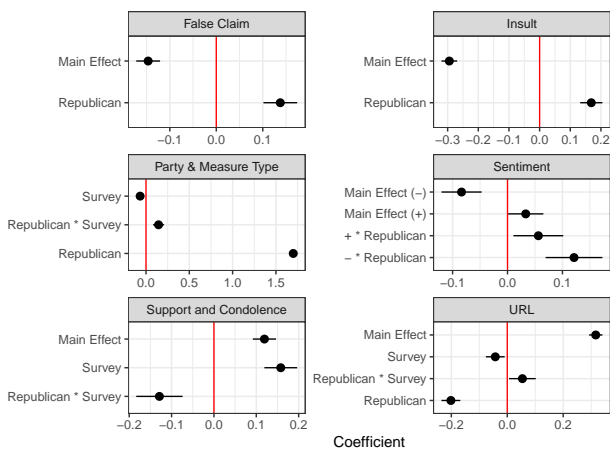 False Claim
Main Effect
Republican
−0.1 0.0 0.1
Insult
Main Effect
Republican
−0.3 −0.2 −0.1 0.0 0.1 0.2
Party & Measure Type
Survey
Republican * Survey
Republican
0.0 0.5 1.0 1.5
Sentiment
Main Effect (−)
Main Effect (+)
+ * Republican
− * Republican
−0.1 0.0 0.1
Support and Condolence
Main Effect
Survey
Republican * Survey
−0.2 −0.1 0.0 0.1 0.2
URL
Main Effect
Survey
Republican * Survey
Republican
−0.2 0.0 0.2
Coefficient